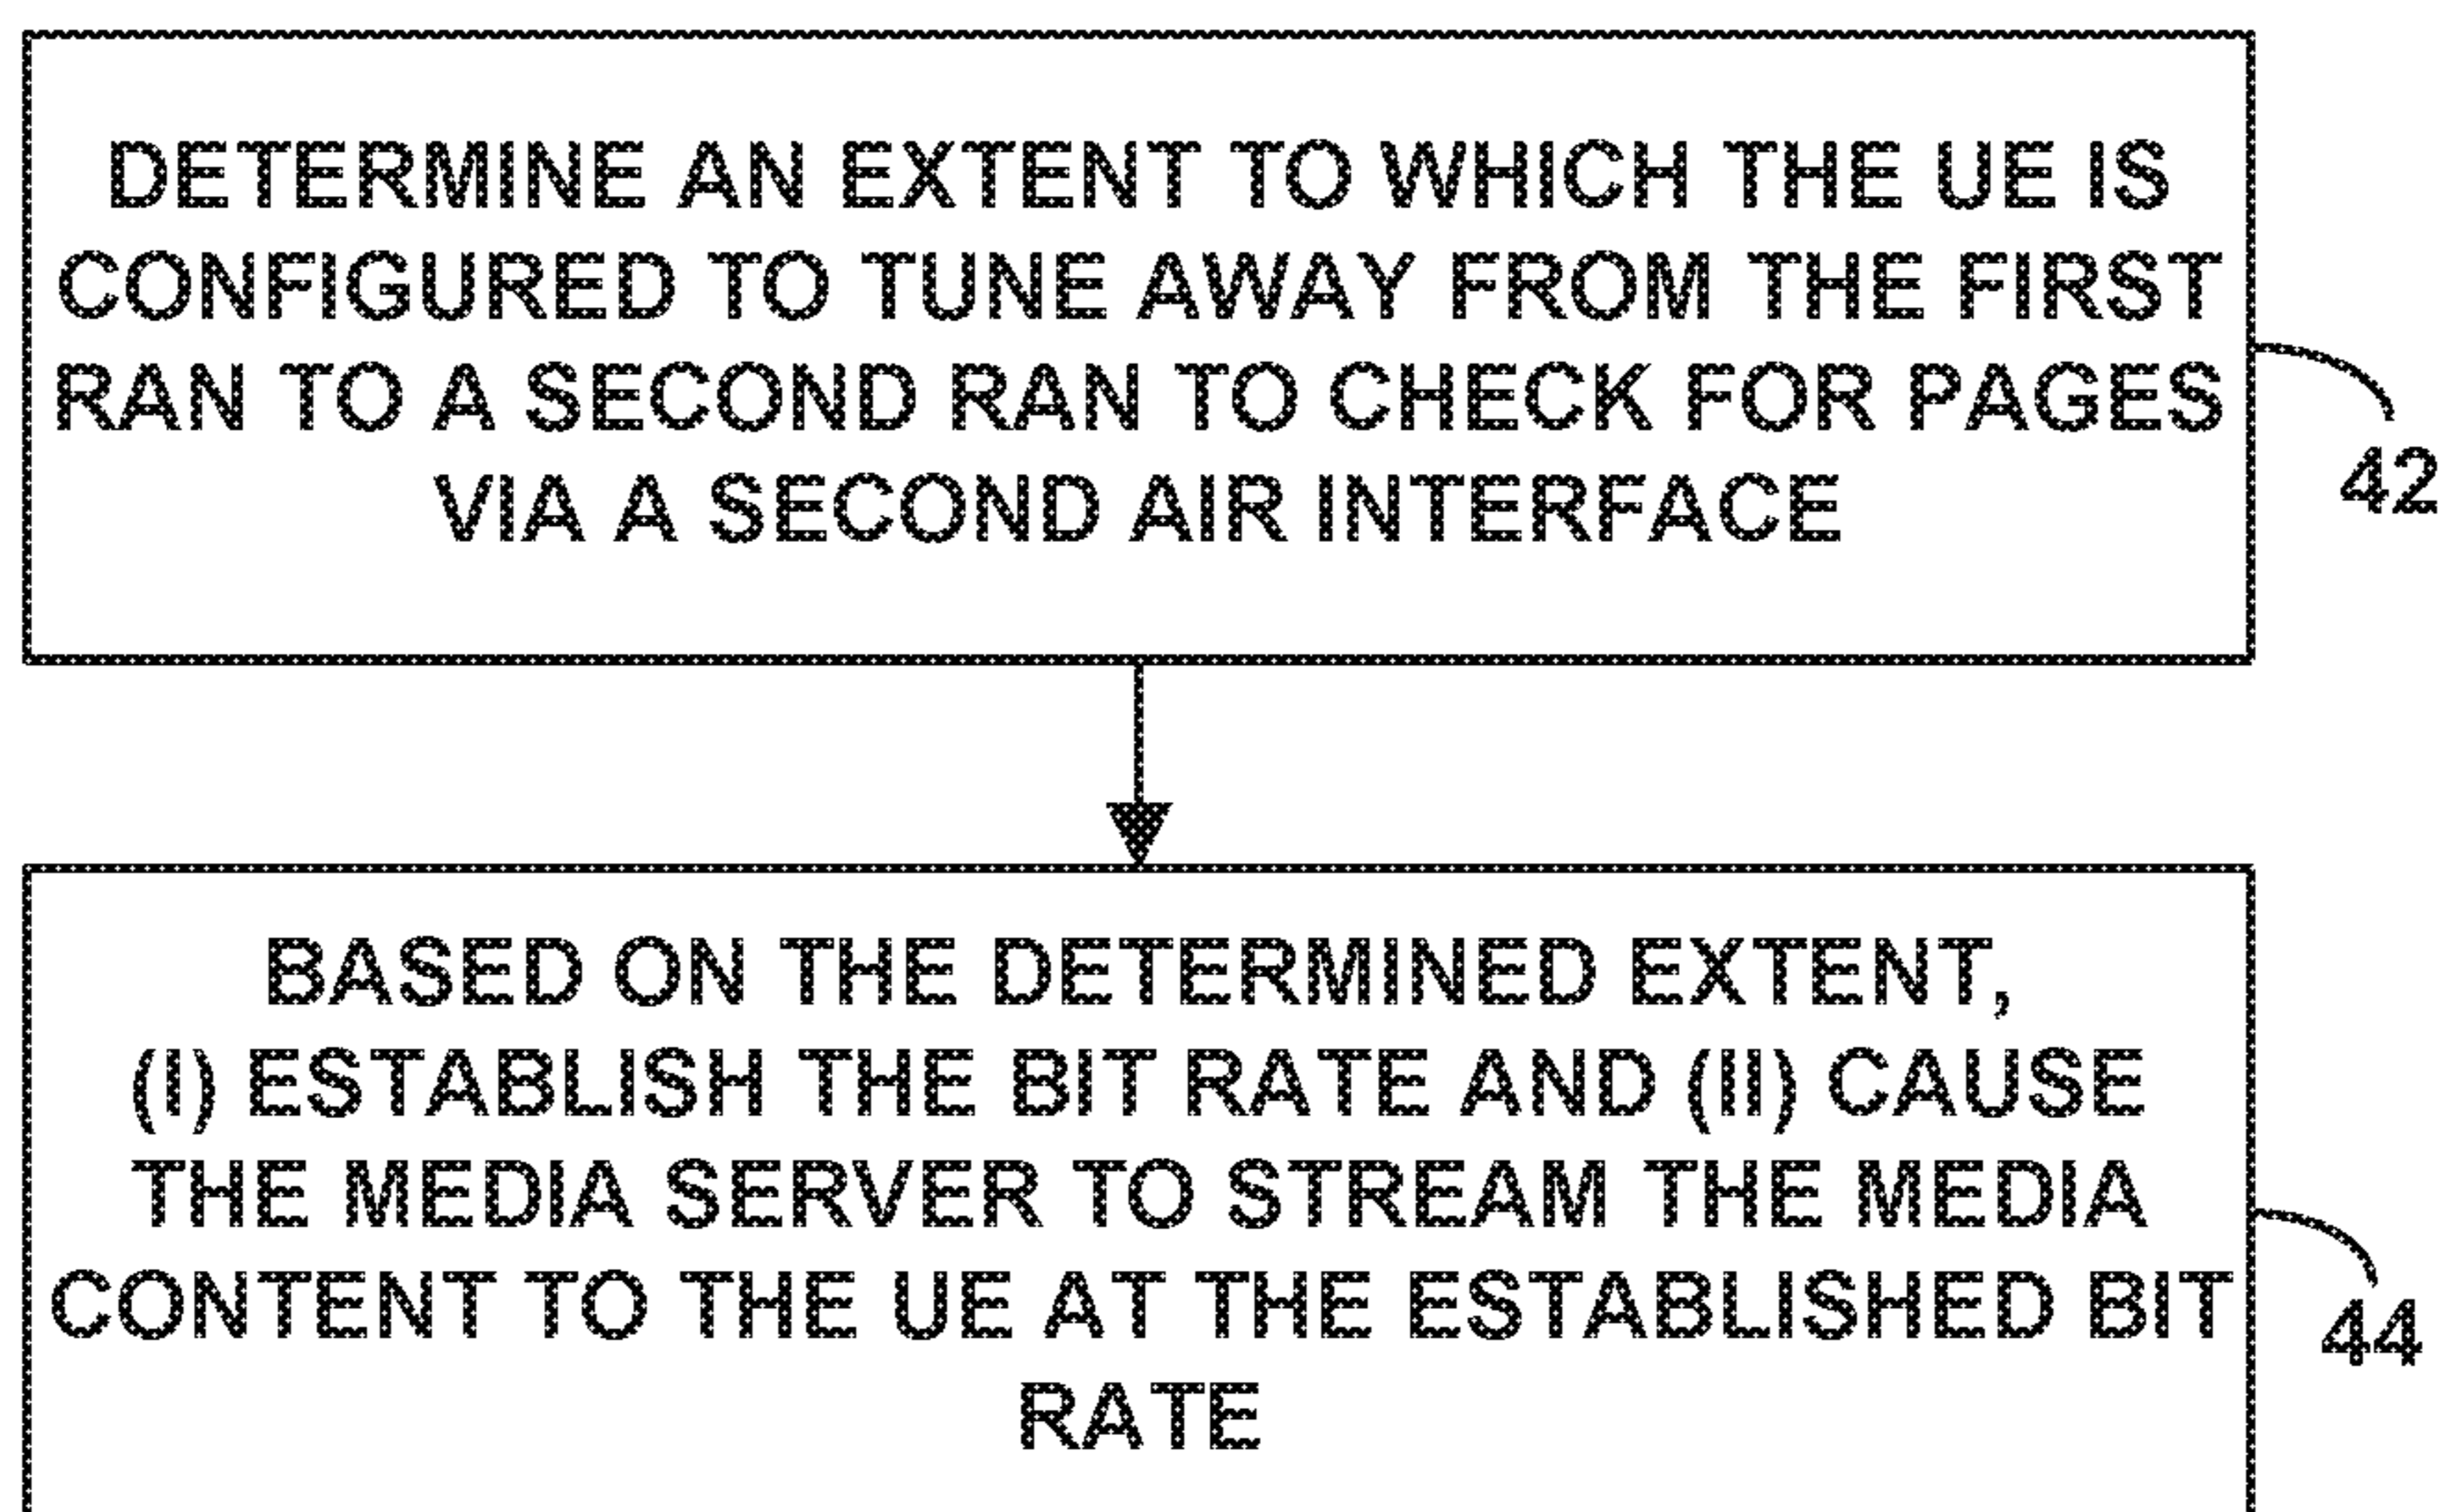 DETERMINE AN EXTENT TO WHICH THE UE IS
CONFIGURED TO TUNE AWAY FROM THE FIRST
RAN TO A SECOND RAN TO CHECK FOR PAGES
VIA A SECOND AIR INTERFACE
42
BASED ON THE DETERMINED EXTENT,
(I) ESTABLISH THE BIT RATE AND (II) CAUSE
THE MEDIA SERVER TO STREAM THE MEDIA
CONTENT TO THE UE AT THE ESTABLISHED BIT
RATE
44